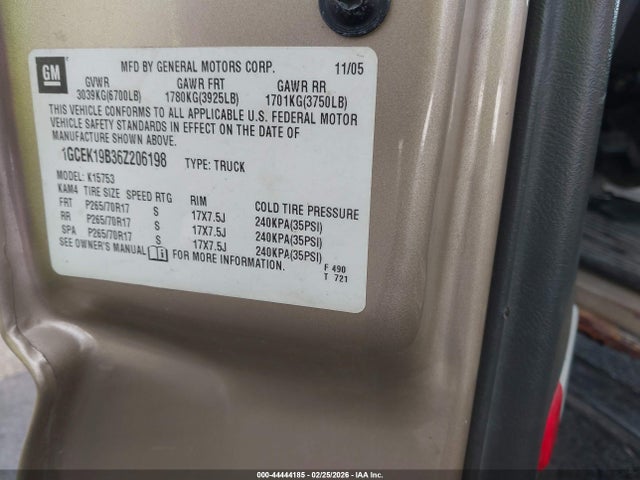 GM
MFD BY GENERAL MOTORS CORP. 11/05
GVWR GAWR FRT GAWR RR
3039KG(6700LB) 1780KG(3925LB) 1701KG(3750LB)
THIS VEHICLE CONFORMS TO ALL APPLICABLE U.S. FEDERAL MOTOR
VEHICLE SAFETY STANDARDS IN EFFECT ON THE DATE OF
MANUFACTURE SHOWN ABOVE.
1GCEK19B36Z206198 TYPE: TRUCK
MODEL: K15753
KAM4 TIRE SIZE SPEED RTG RIM COLD TIRE PRESSURE
FRT P265/70R17 S 17X7.5J 240KPA(35PSI)
RR P265/70R17 S 17X7.5J 240KPA(35PSI)
SPA P265/70R17 S 17X7.5J 240KPA(35PSI)
SEE OWNER'S MANUAL FOR MORE INFORMATION.
F 490
T 721
000-44444185 | 02/25/2026 | IAA Inc.